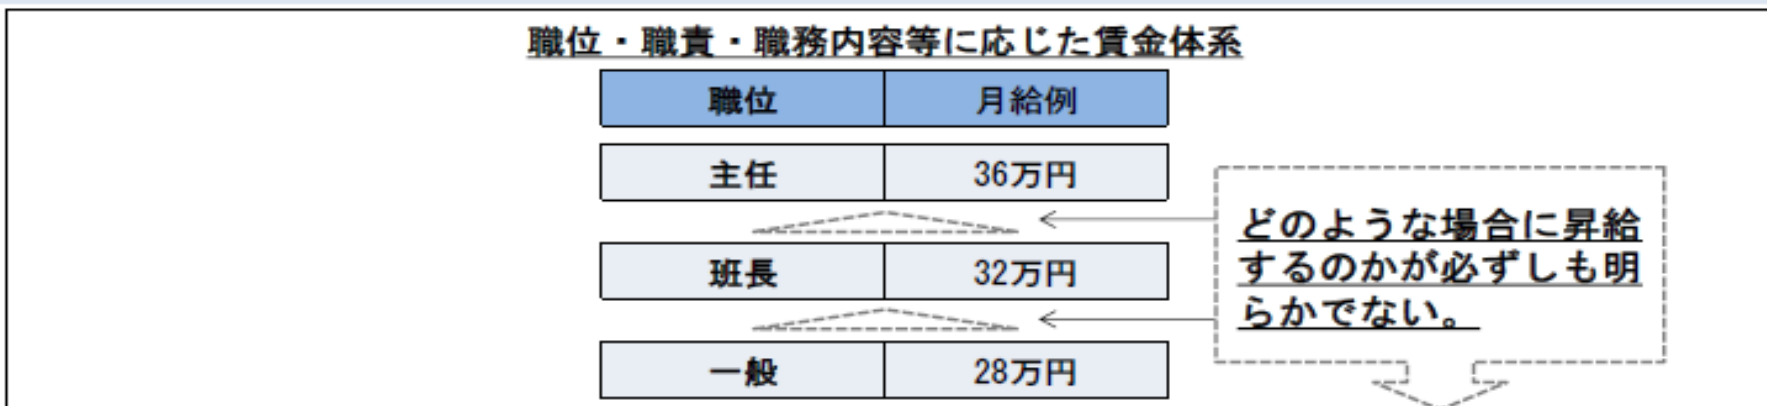 職位・職責・職務内容等に応じた賃金体系
職位 月給例
主任 36万円
班長 32万円
一般 28万円
どのような場合に昇給
するのかが必ずしも明
らかでない。